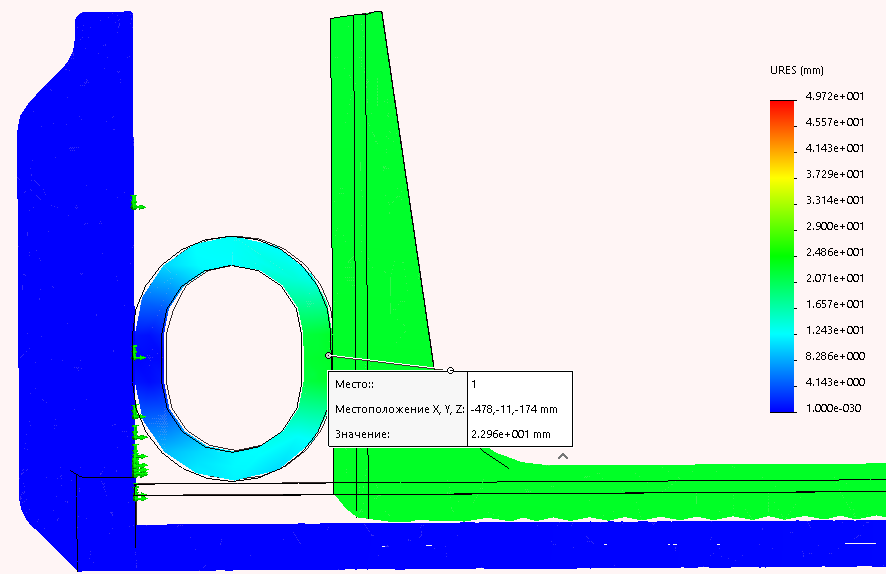 URES (mm)
4.972e+001
4.557e+001
4.143e+001
3.729e+001
3.314e+001
2.900e+001
2.486e+001
2.071e+001
1.657e+001
1.243e+001
8.286e+000
4.143e+000
1.000e-030
Место:: 1
Местоположение X, Y, Z: -478,-11,-174 mm
Значение: 2.296e+001 mm